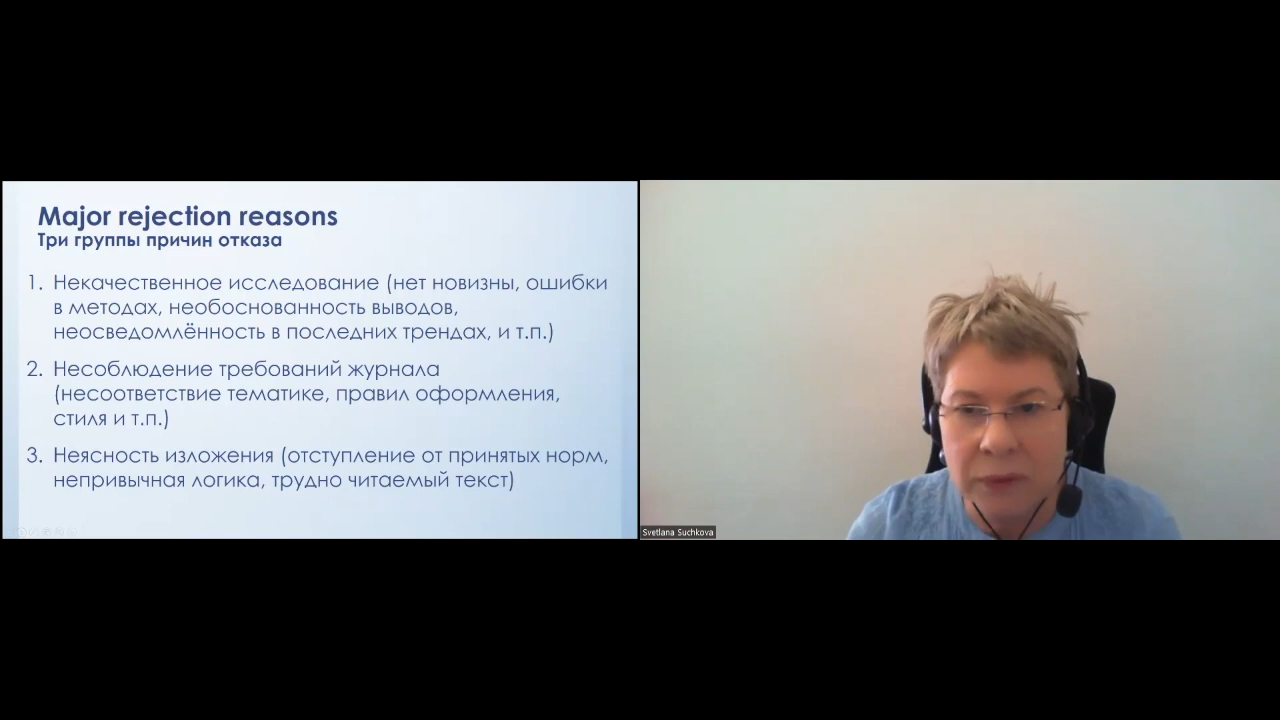 Major rejection reasons
Три группы причин отказа
1. Некачественное исследование (нет новизны, ошибки
в методах, необоснованность выводов,
неосведомлённость в последних трендах, и т.п.)
2. Несоблюдение требований журнала
(несоответствие тематике, правил оформления,
стиля и т.п.)
3. Неясность изложения (отступление от принятых норм,
непривычная логика, трудно читаемый текст)
Svetlana Suchkova